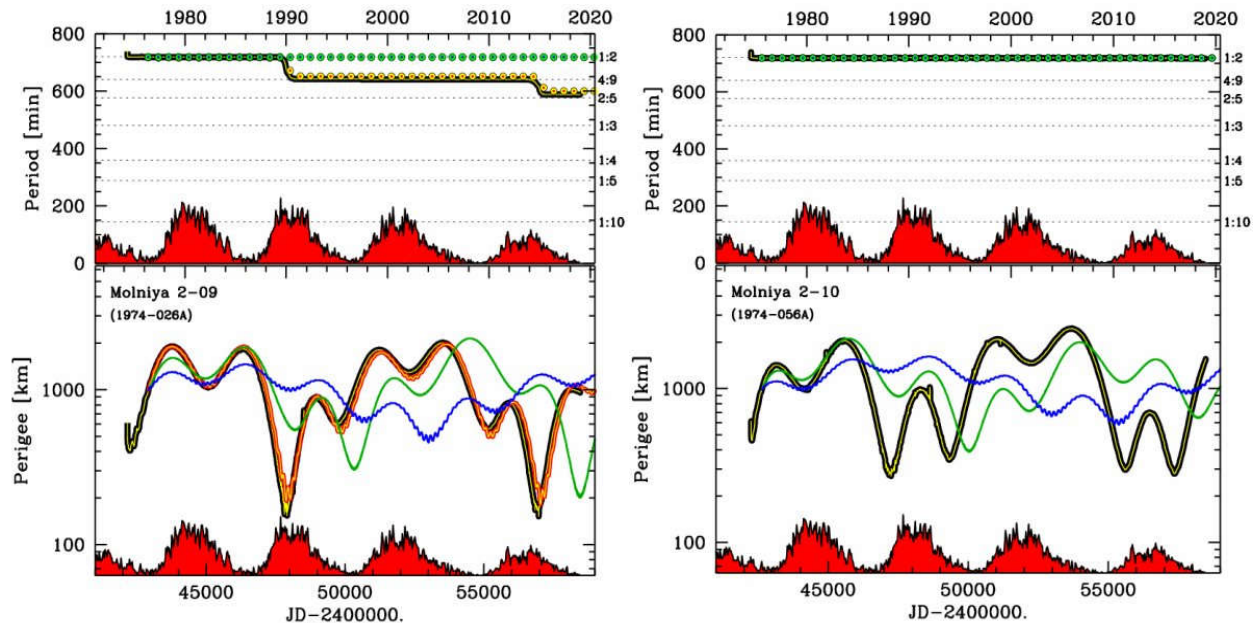 1980 1990 2000 2010 2020
800
600
400
200
0
Period [min]
1:2
4:9
2:5
1:3
1:4
1:5
1:10
Molniya 2-09
(1974-026A)
1000
100
Perigee [km]
45000 50000 55000
JD-2400000.
1980 1990 2000 2010 2020
800
600
400
200
0
Period [min]
1:2
4:9
2:5
1:3
1:4
1:5
1:10
Molniya 2-10
(1974-056A)
1000
100
Perigee [km]
45000 50000 55000
JD-2400000.